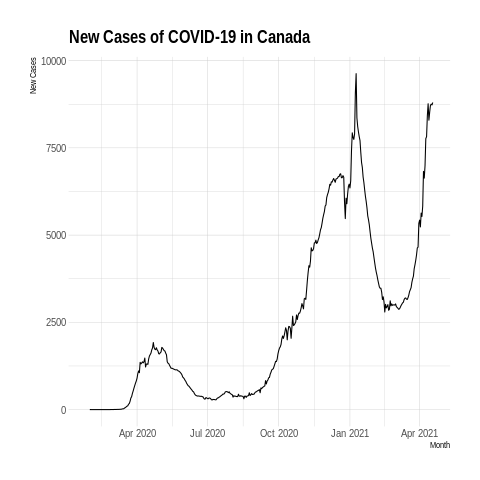 New Cases of COVID-19 in Canada
New Cases
10000
7500
5000
2500
0
Apr 2020 Jul 2020 Oct 2020 Jan 2021 Apr 2021
Month